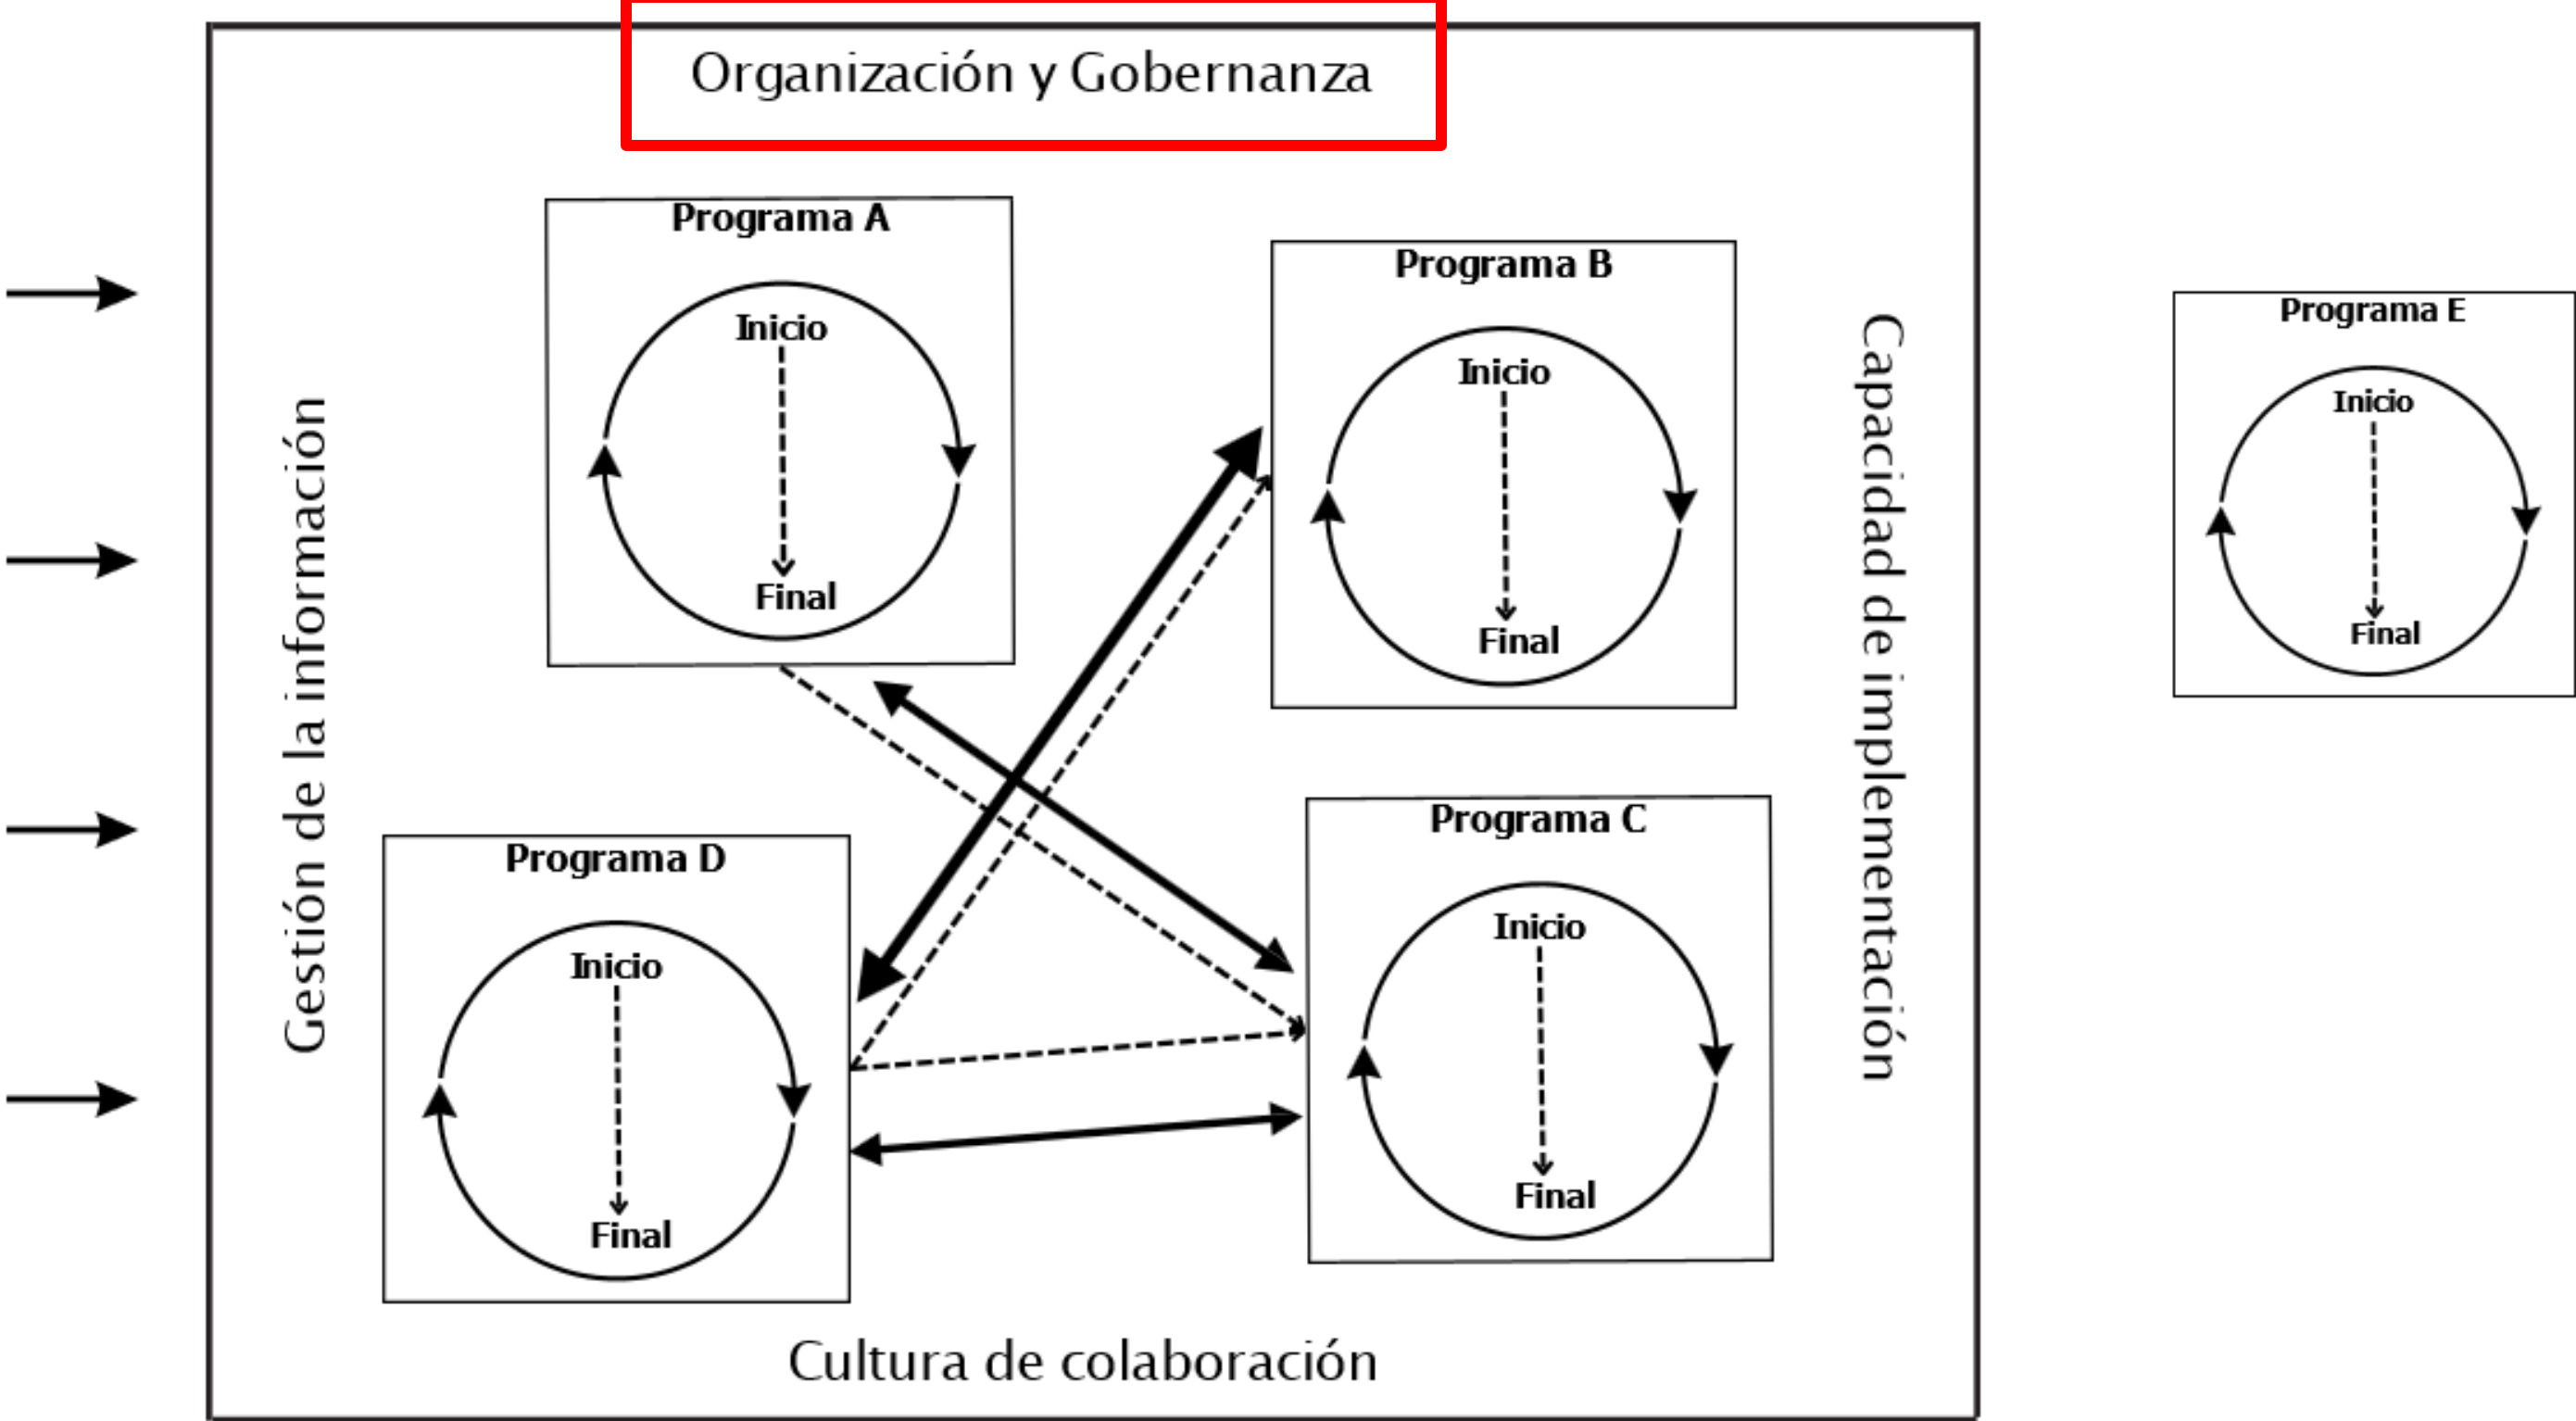 Organización y Gobernanza
Gestión de la información
Programa A
Inicio
Final
Programa B
Inicio
Final
Capacidad de implementación
Programa E
Inicio
Final
Programa D
Inicio
Final
Programa C
Inicio
Final
Cultura de colaboración